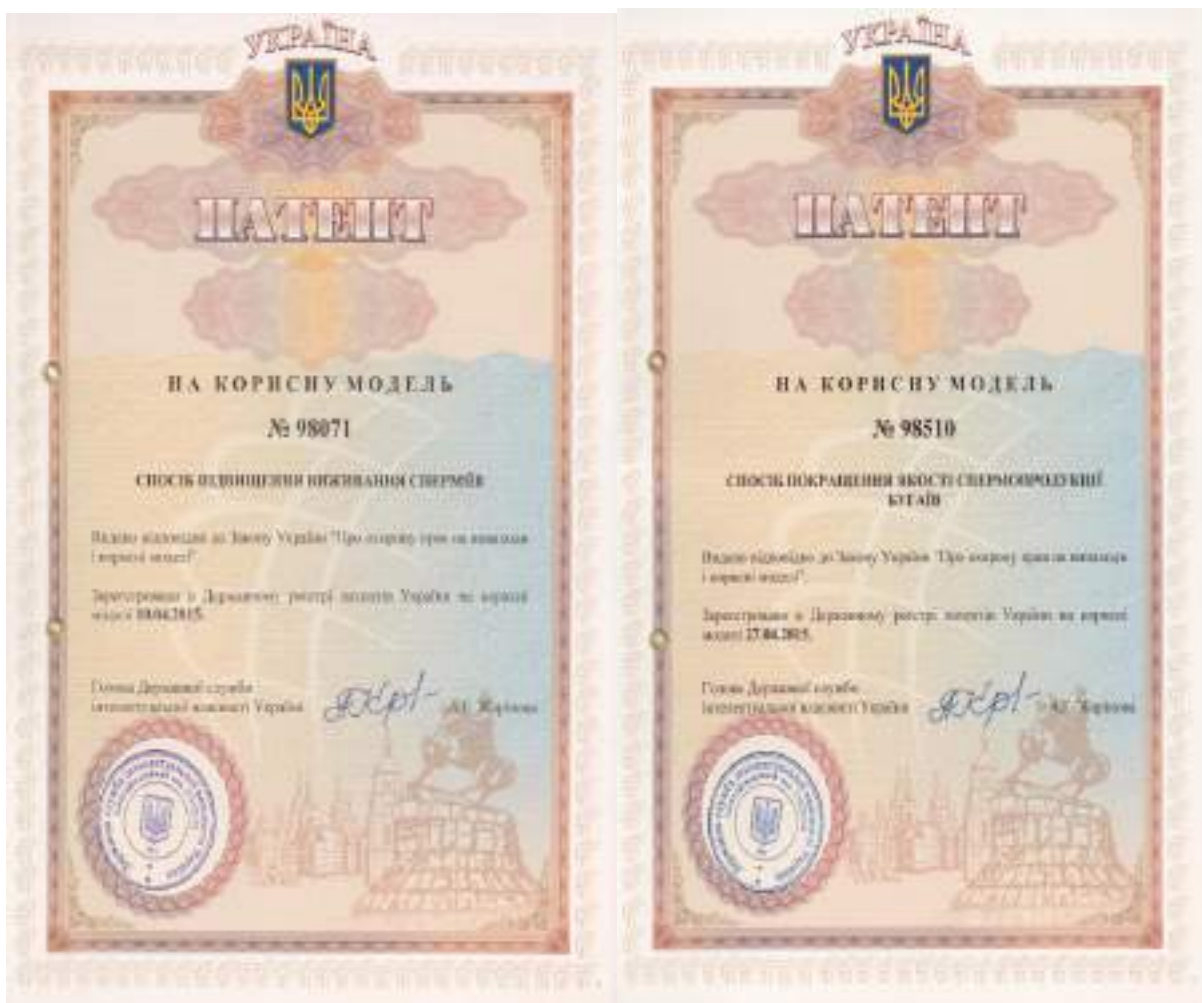 УКРАЇНА
ПАТЕНТ
НА КОРИСНУ МОДЕЛЬ
№ 98071
СПОСІБ ПІДВИЩЕННЯ ВИЖИВАННЯ СПЕРМІЇВ
Видано відповідно до Закону України "Про охорону прав на винаходи
і корисні моделі".
Зареєстровано в Державному реєстрі патентів України на корисні
моделі 10.04.2015.
Голова Державної служби
інтелектуальної власності України
УКРАЇНА
ПАТЕНТ
НА КОРИСНУ МОДЕЛЬ
№ 98510
СПОСІБ ПОКРАЩЕННЯ ЯКОСТІ СПЕРМОПРОДУКЦІЇ
БУГАЇВ
Видано відповідно до Закону України "Про охорону прав на винаходи
і корисні моделі".
Зареєстровано в Державному реєстрі патентів України на корисні
моделі 27.04.2015.
Голова Державної служби
інтелектуальної власності України